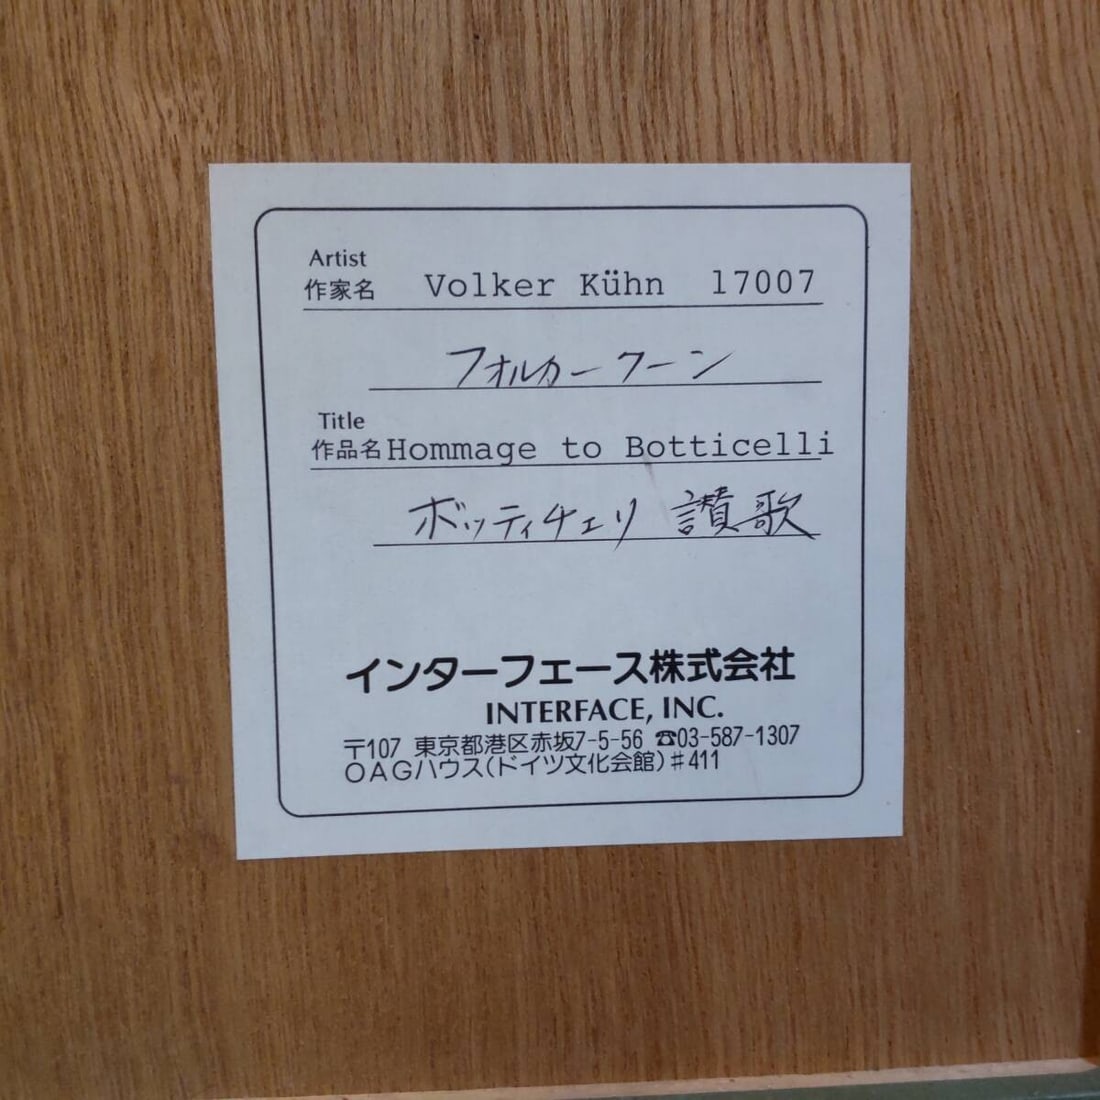 Artist
作家名 Volker Kühn 17007
フォルカー クーン
Title
作品名 Hommage to Botticelli
ボッティチェリ 讃歌
インターフェース株式会社
INTERFACE, INC.
〒107 東京都港区赤坂7-5-56 ☎03-587-1307
OAGハウス(ドイツ文化会館)♯411